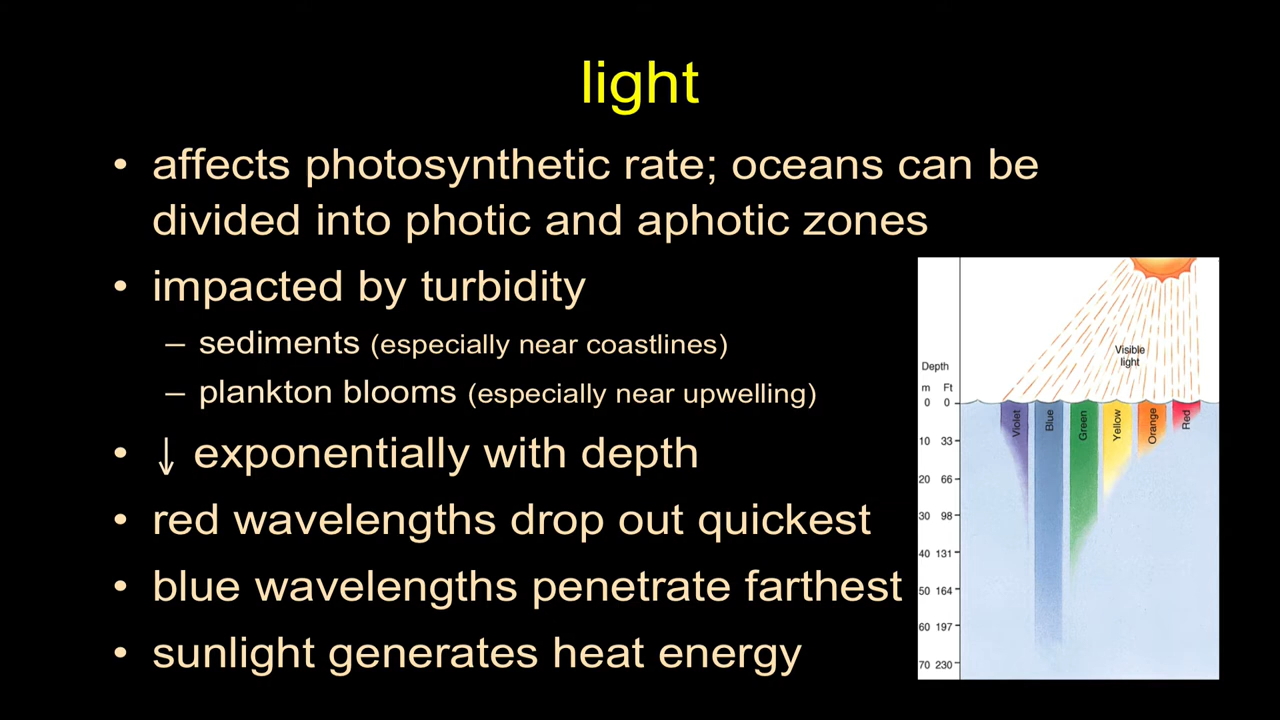 light
• affects photosynthetic rate; oceans can be
divided into photic and aphotic zones
• impacted by turbidity
– sediments (especially near coastlines)
– plankton blooms (especially near upwelling)
• ↓ exponentially with depth
• red wavelengths drop out quickest
• blue wavelengths penetrate farthest
• sunlight generates heat energy
Visible
light
Depth
m Ft
0 0
10 33
20 66
30 98
40 131
50 164
60 197
70 230
Violet
Blue
Green
Yellow
Orange
Red